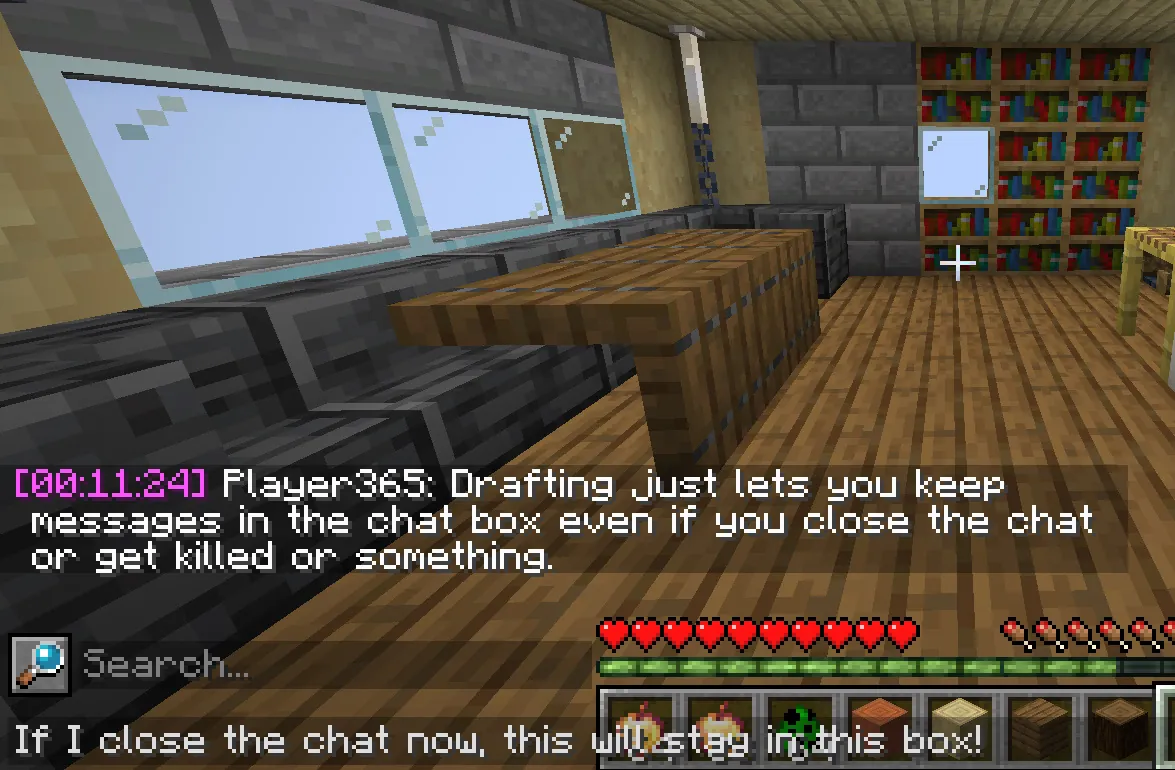 [00:11:24] Player365: Drafting just lets you keep
messages in the chat box even if you close the chat
or get killed or something.
Search...
If I close the chat now, this will stay in this box!